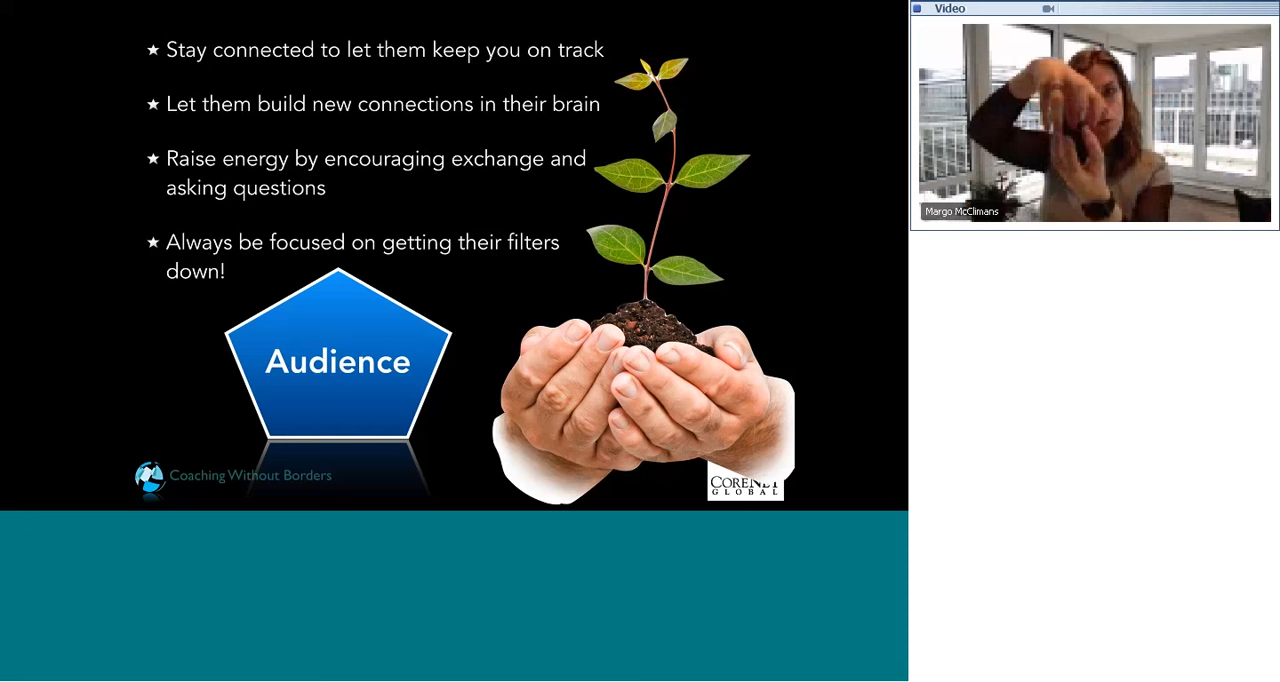 Video
★ Stay connected to let them keep you on track
★ Let them build new connections in their brain
★ Raise energy by encouraging exchange and
asking questions
★ Always be focused on getting their filters
down!
Audience
Margo McClimans
Coaching Without Borders
CORENET
GLOBAL